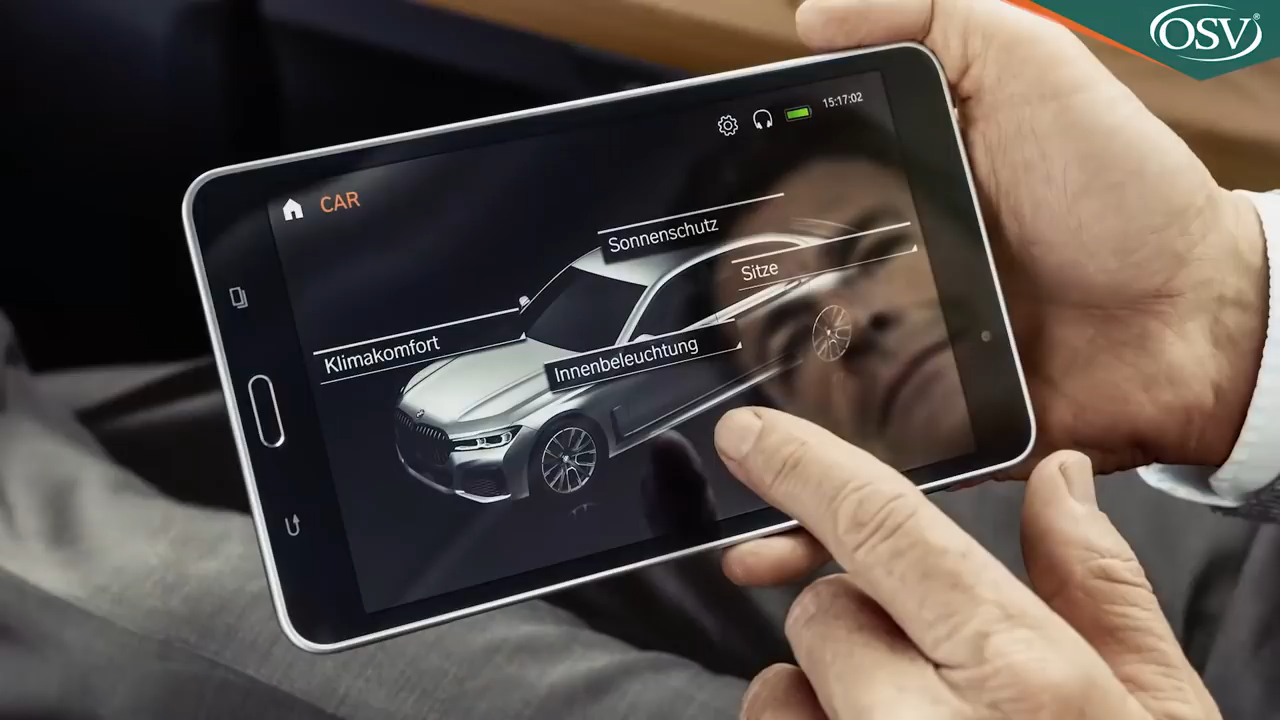 OSV®
15:17:02
CAR
Sonnenschutz
Sitze
Klimakomfort
Innenbeleuchtung